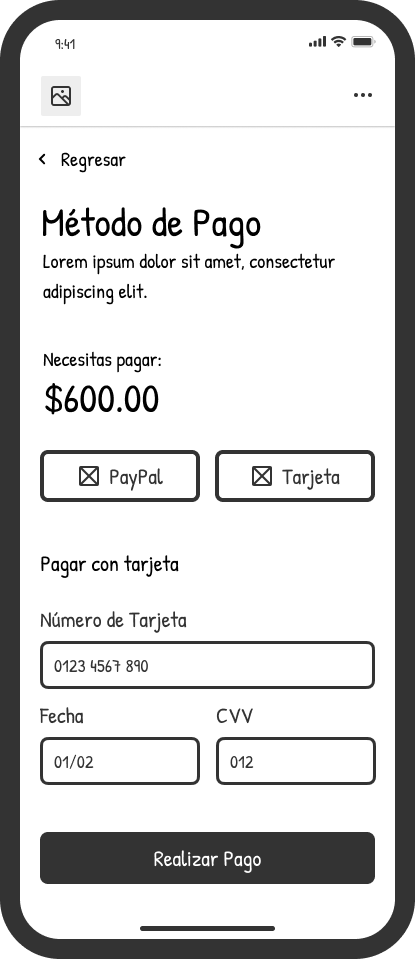 9:41
Regresar
Método de Pago
Lorem ipsum dolor sit amet, consectetur
adipiscing elit.
Necesitas pagar:
$600.00
PayPal
Tarjeta
Pagar con tarjeta
Número de Tarjeta
0123 4567 890
Fecha
CVV
01/02
012
Realizar Pago